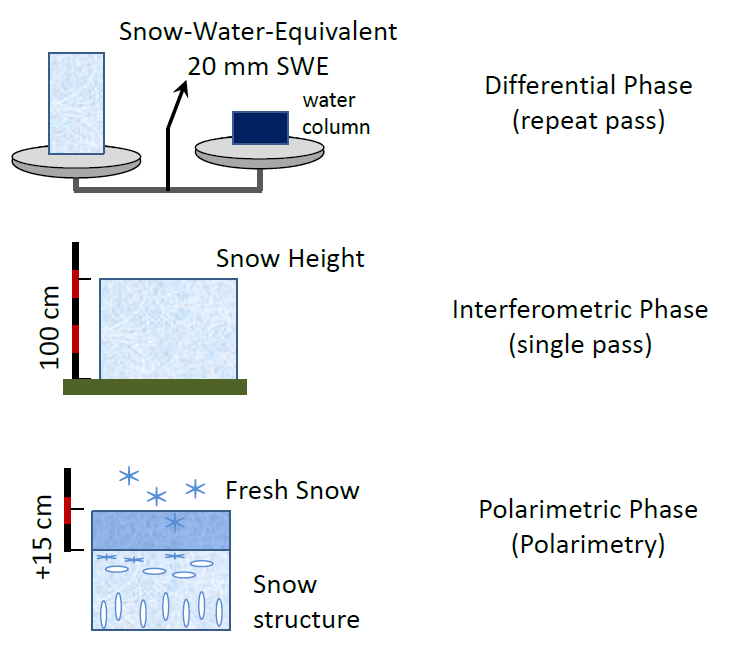 Snow-Water-Equivalent
20 mm SWE
water
column
Differential Phase
(repeat pass)
Snow Height
100 cm
Interferometric Phase
(single pass)
Fresh Snow
+15 cm
Snow
structure
Polarimetric Phase
(Polarimetry)